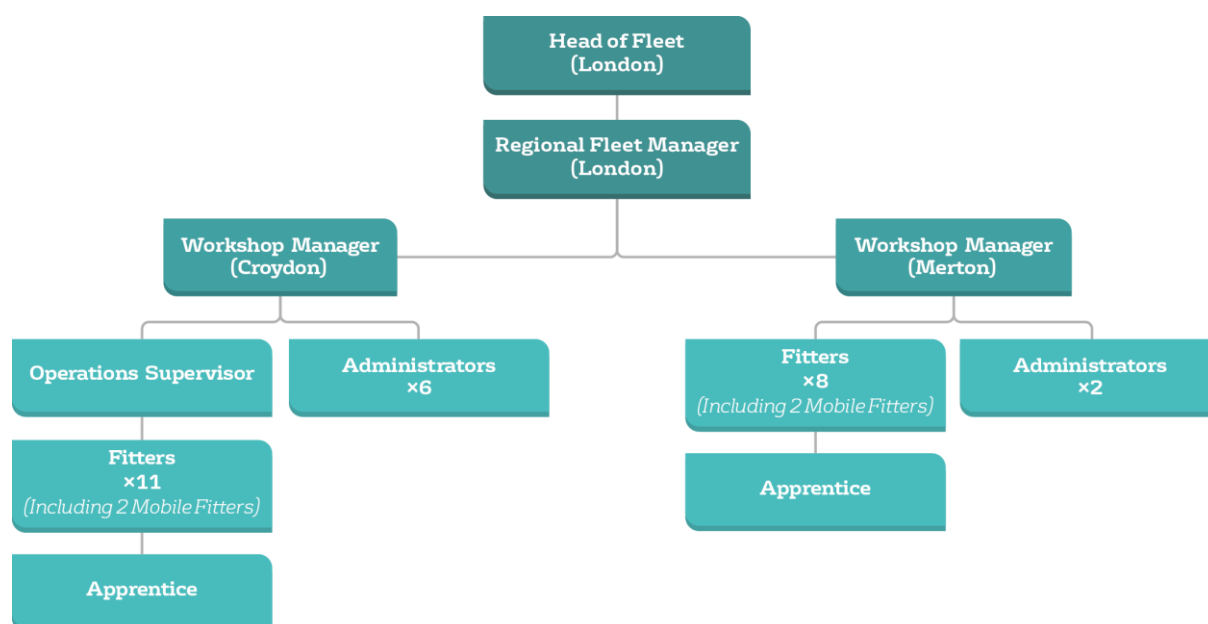 Head of Fleet
(London)
Regional Fleet Manager
(London)
Workshop Manager
(Croydon)
Workshop Manager
(Merton)
Operations Supervisor
Administrators
×6
Fitters
×8
(Including 2 Mobile Fitters)
Administrators
×2
Fitters
×11
(Including 2 Mobile Fitters)
Apprentice
Apprentice